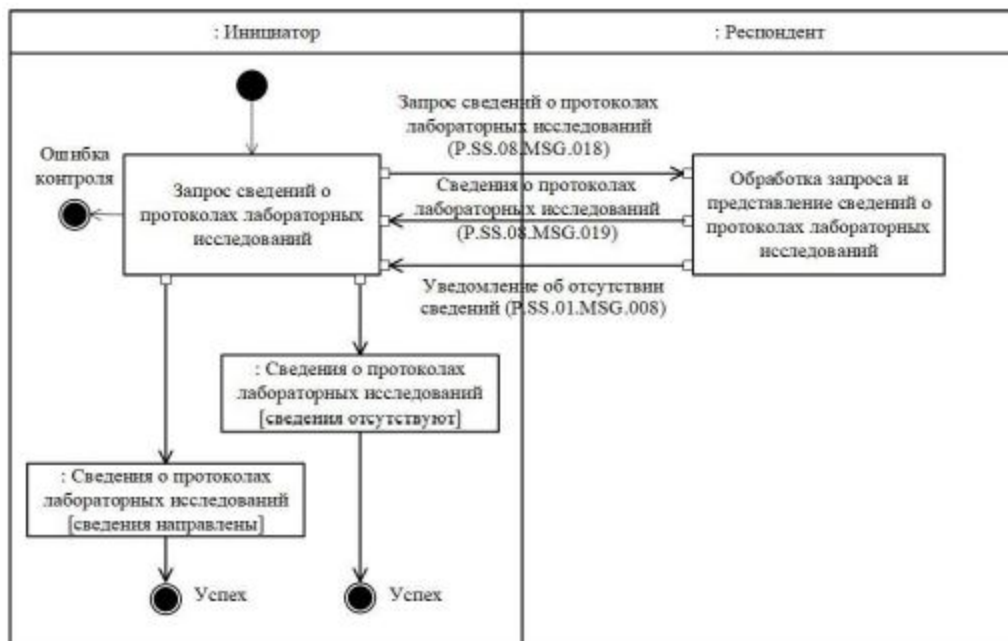 : Инициатор
: Респондент
Запрос сведений о протоколах
лабораторных исследований
(P.SS.08.MSG.018)
Ошибка
контроля
Запрос сведений о
протоколах лабораторных
исследований
Сведения о протоколах
лабораторных исследований
(P.SS.08.MSG.019)
Обработка запроса и
представление сведений о
протоколах лабораторных
исследований
Уведомление об отсутствии
сведений (P.SS.01.MSG.008)
: Сведения о протоколах
лабораторных исследований
[сведения отсутствуют]
: Сведения о протоколах
лабораторных исследований
[сведения направлены]
Успех
Успех